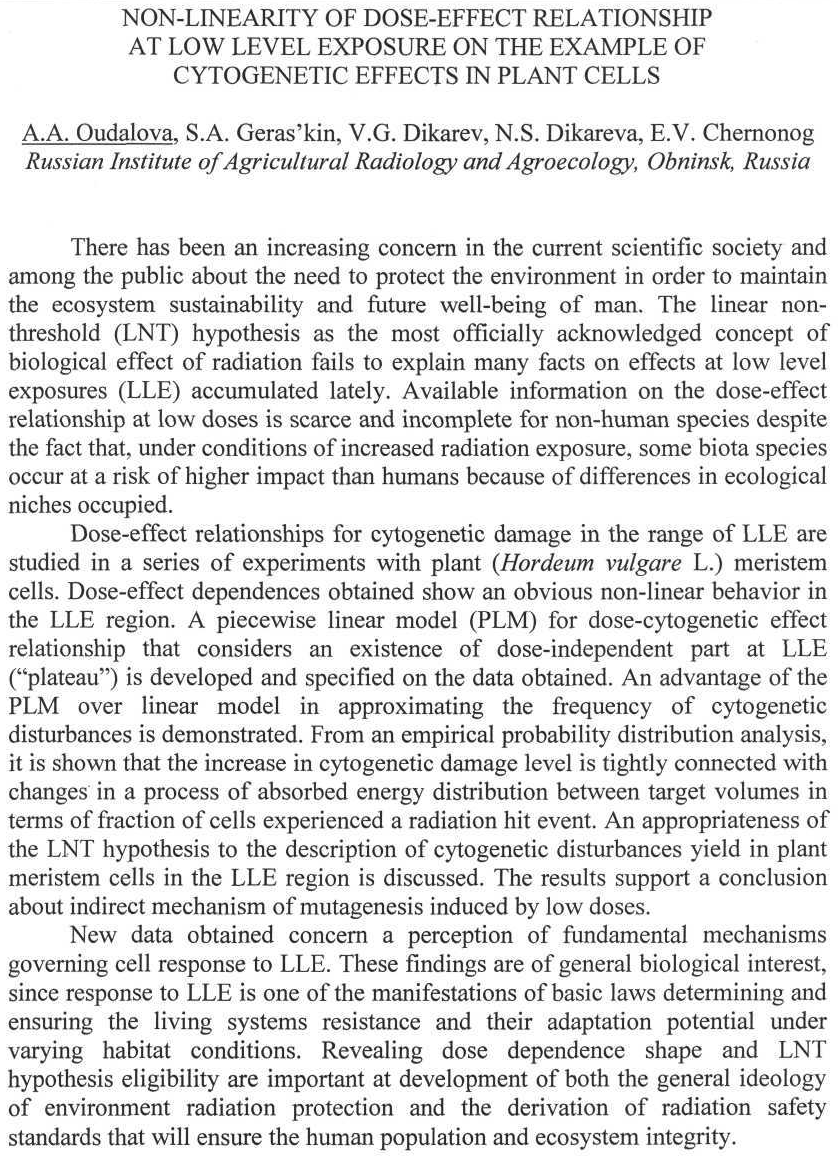 NON-LINEARITY OF DOSE-EFFECT RELATIONSHIP
AT LOW LEVEL EXPOSURE ON THE EXAMPLE OF
CYTOGENETIC EFFECTS IN PLANT CELLS
A.A. Oudalova, S.A. Geras'kin, V.G. Dikarev, N.S. Dikareva, E.V. Chernonog
Russian Institute of Agricultural Radiology and Agroecology, Obninsk, Russia
There has been an increasing concern in the current scientific society and
among the public about the need to protect the environment in order to maintain
the ecosystem sustainability and future well-being of man. The linear non-
threshold (LNT) hypothesis as the most officially acknowledged concept of
biological effect of radiation fails to explain many facts on effects at low level
exposures (LLE) accumulated lately. Available information on the dose-effect
relationship at low doses is scarce and incomplete for non-human species despite
the fact that, under conditions of increased radiation exposure, some biota species
occur at a risk of higher impact than humans because of differences in ecological
niches occupied.
Dose-effect relationships for cytogenetic damage in the range of LLE are
studied in a series of experiments with plant (Hordeum vulgare L.) meristem
cells. Dose-effect dependences obtained show an obvious non-linear behavior in
the LLE region. A piecewise linear model (PLM) for dose-cytogenetic effect
relationship that considers an existence of dose-independent part at LLE
("plateau") is developed and specified on the data obtained. An advantage of the
PLM over linear model in approximating the frequency of cytogenetic
disturbances is demonstrated. From an empirical probability distribution analysis,
it is shown that the increase in cytogenetic damage level is tightly connected with
changes in a process of absorbed energy distribution between target volumes in
terms of fraction of cells experienced a radiation hit event. An appropriateness of
the LNT hypothesis to the description of cytogenetic disturbances yield in plant
meristem cells in the LLE region is discussed. The results support a conclusion
about indirect mechanism of mutagenesis induced by low doses.
New data obtained concern a perception of fundamental mechanisms
governing cell response to LLE. These findings are of general biological interest,
since response to LLE is one of the manifestations of basic laws determining and
ensuring the living systems resistance and their adaptation potential under
varying habitat conditions. Revealing dose dependence shape and LNT
hypothesis eligibility are important at development of both the general ideology
of environment radiation protection and the derivation of radiation safety
standards that will ensure the human population and ecosystem integrity.